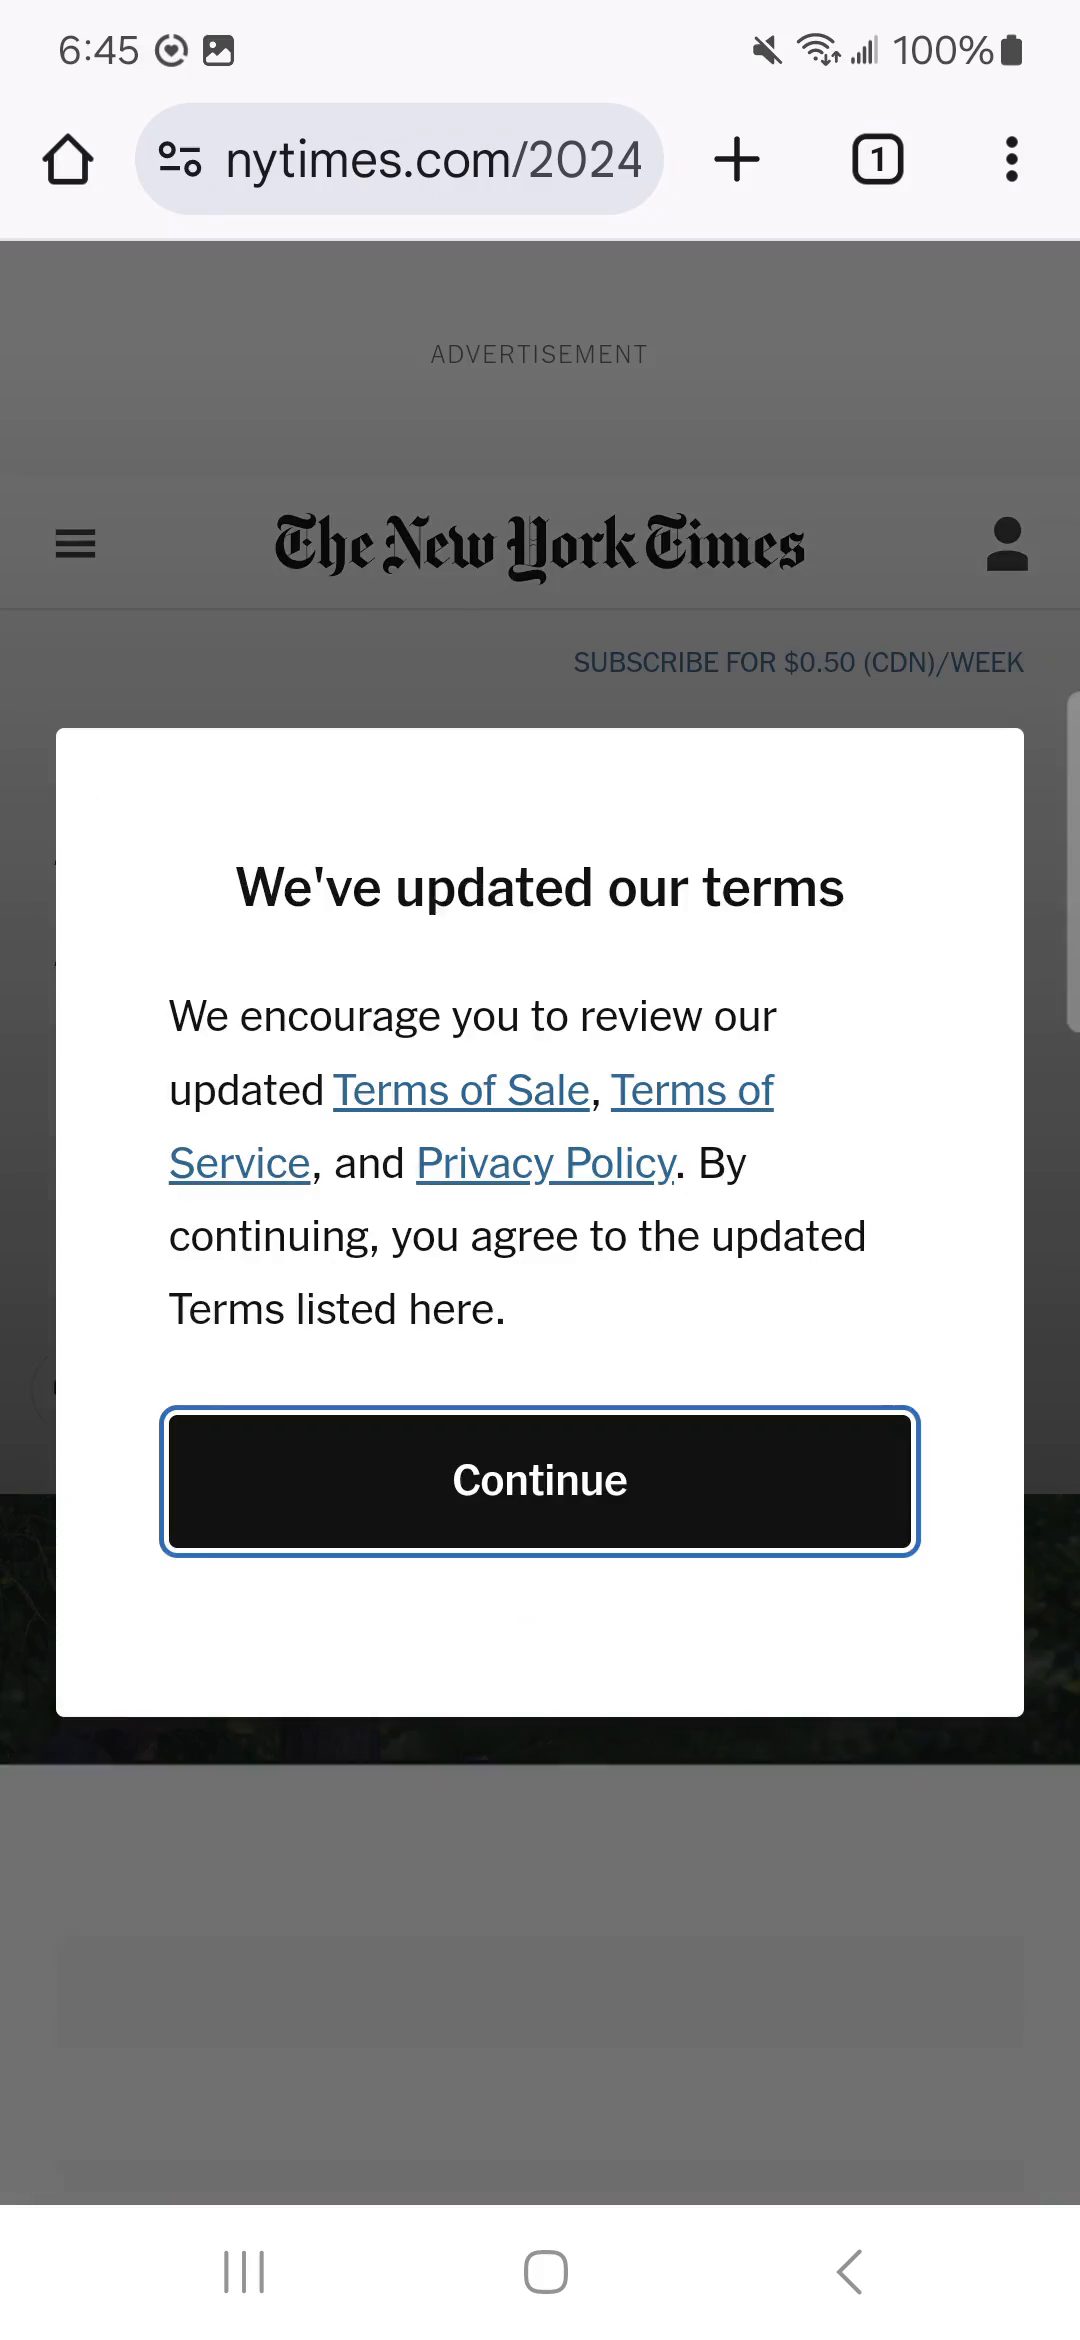 6:45 100%
nytimes.com/2024 1
ADVERTISEMENT
The New York Times
SUBSCRIBE FOR $0.50 (CDN)/WEEK
We've updated our terms
We encourage you to review our
updated Terms of Sale, Terms of
Service, and Privacy Policy. By
continuing, you agree to the updated
Terms listed here.
Continue